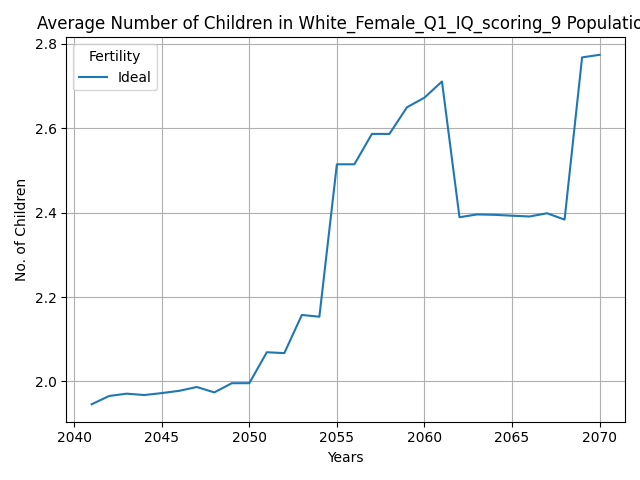 Average Number of Children in White_Female_Q1_IQ_scoring_9 Populatio
2.8
2.6
2.4
2.2
2.0
No. of Children
Fertility
Ideal
2040 2045 2050 2055 2060 2065 2070
Years